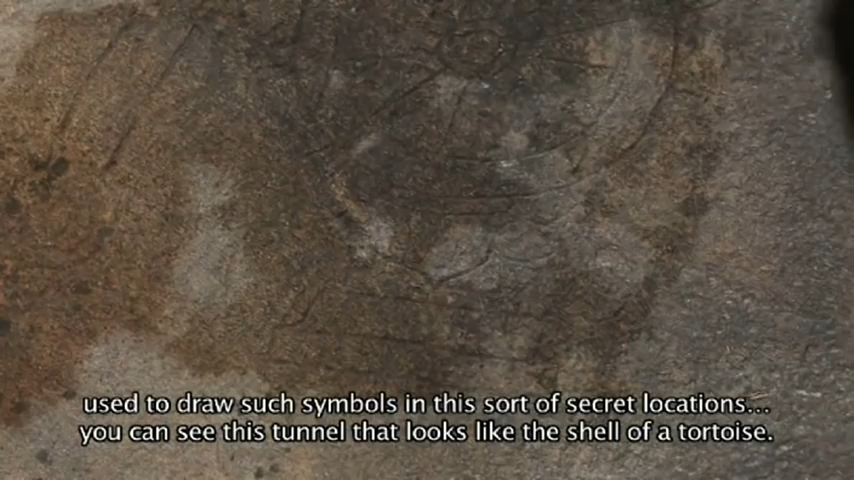 used to draw such symbols in this sort of secret locations...
you can see this tunnel that looks like the shell of a tortoise.